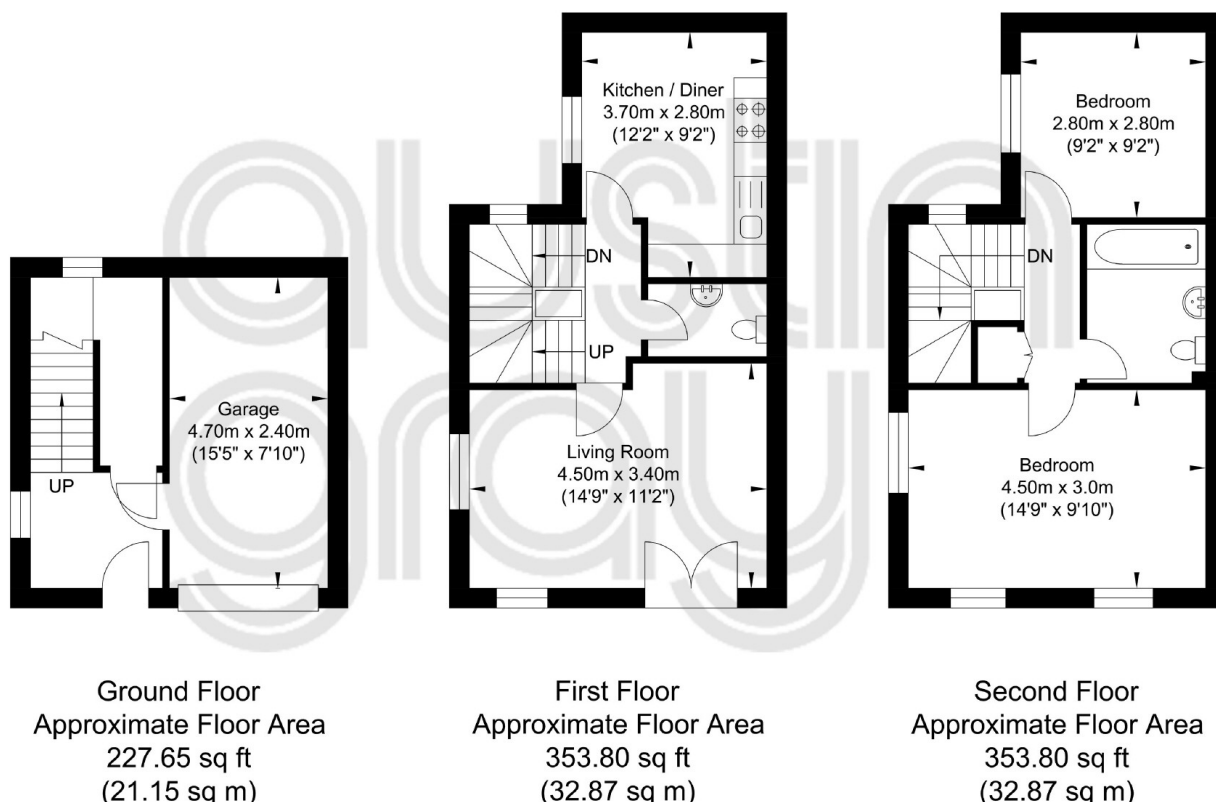 Garage
4.70m x 2.40m
(15'5" x 7'10")
UP
Ground Floor
Approximate Floor Area
227.65 sq ft
(21.15 sq m)
Kitchen / Diner
3.70m x 2.80m
(12'2" x 9'2")
DN
UP
Living Room
4.50m x 3.40m
(14'9" x 11'2")
First Floor
Approximate Floor Area
353.80 sq ft
(32.87 sq m)
Bedroom
2.80m x 2.80m
(9'2" x 9'2")
DN
Bedroom
4.50m x 3.0m
(14'9" x 9'10")
Second Floor
Approximate Floor Area
353.80 sq ft
(32.87 sq m)
austin
gray